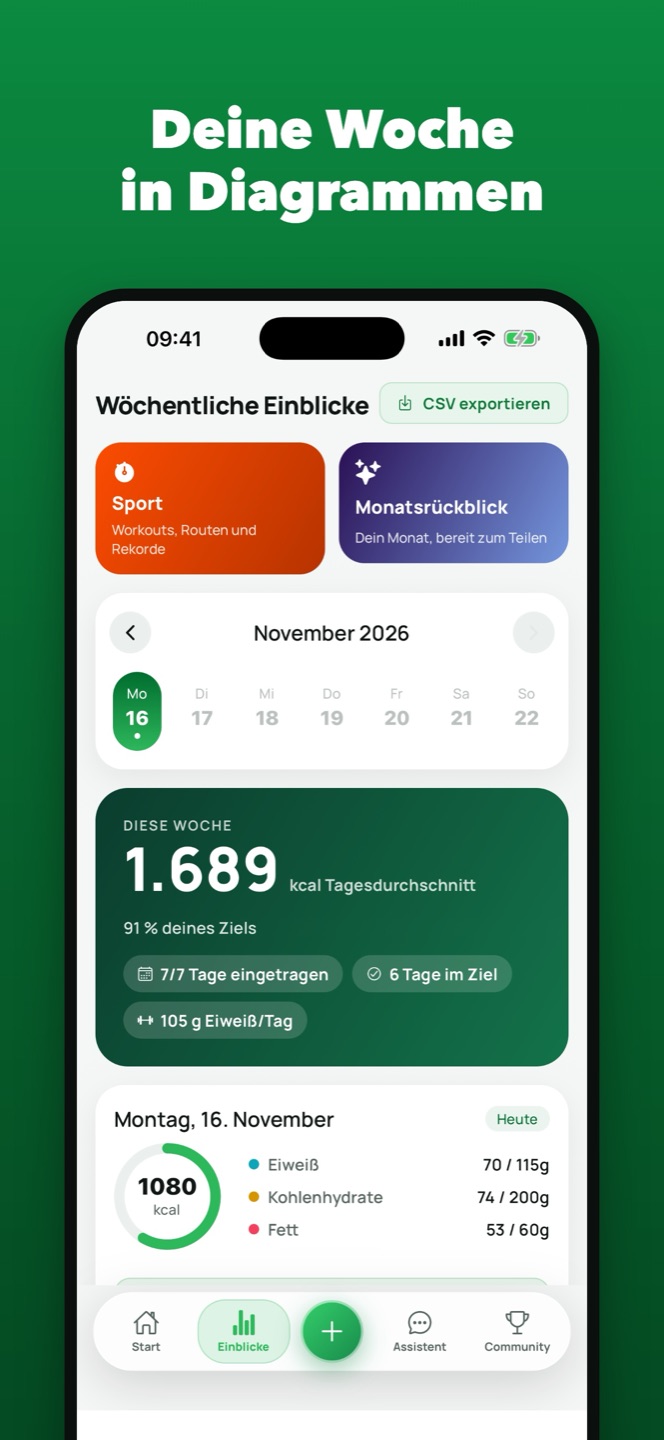 Deine Woche
in Diagrammen
09:41
Wöchentliche Einblicke
CSV exportieren
Sport
Workouts, Routen und
Rekorde
Monatsrückblick
Dein Monat, bereit zum Teilen
November 2026
Mo Di Mi Do Fr Sa So
16 17 18 19 20 21 22
DIESE WOCHE
1.689 kcal Tagesdurchschnitt
91 % deines Ziels
7/7 Tage eingetragen
6 Tage im Ziel
105 g Eiweiß/Tag
Montag, 16. November
Heute
1080
kcal
Eiweiß 70 / 115g
Kohlenhydrate 74 / 200g
Fett 53 / 60g
Start
Einblicke
Assistent
Community